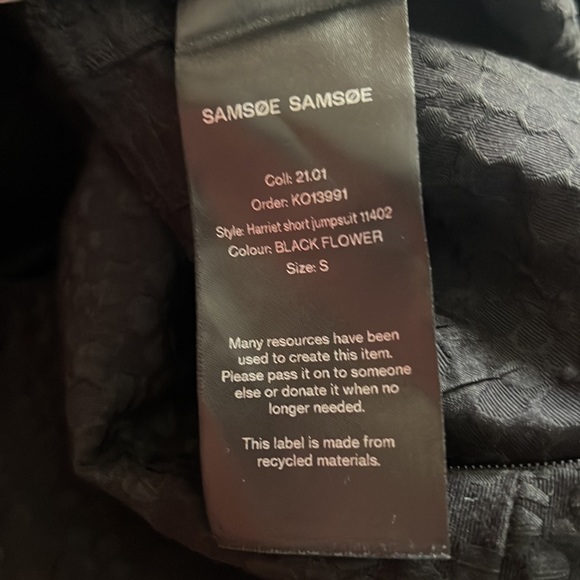 SAMSØE SAMSØE
Coll: 21.01
Order: KO13991
Style: Harriet short jumpsuit 11402
Colour: BLACK FLOWER
Size: S
Many resources have been
used to create this item.
Please pass it on to someone
else or donate it when no
longer needed.
This label is made from
recycled materials.